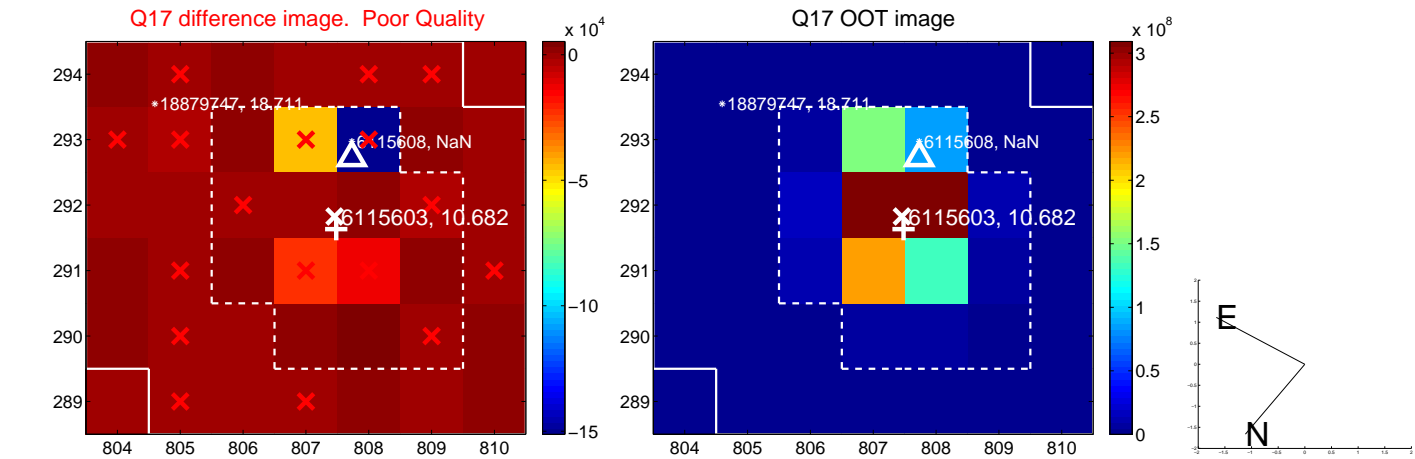 Q17 difference image. Poor Quality
Q17 OOT image
x 10^4
x 10^8
294
293
292
291
290
289
804 805 806 807 808 809 810
0
−5
−10
−15
*18879747, 18.711
*6115608, NaN
6115603, 10.682
294
293
292
291
290
289
804 805 806 807 808 809 810
3
2.5
2
1.5
1
0.5
0
*18879747, 18.711
*6115608, NaN
6115603, 10.682
E
N